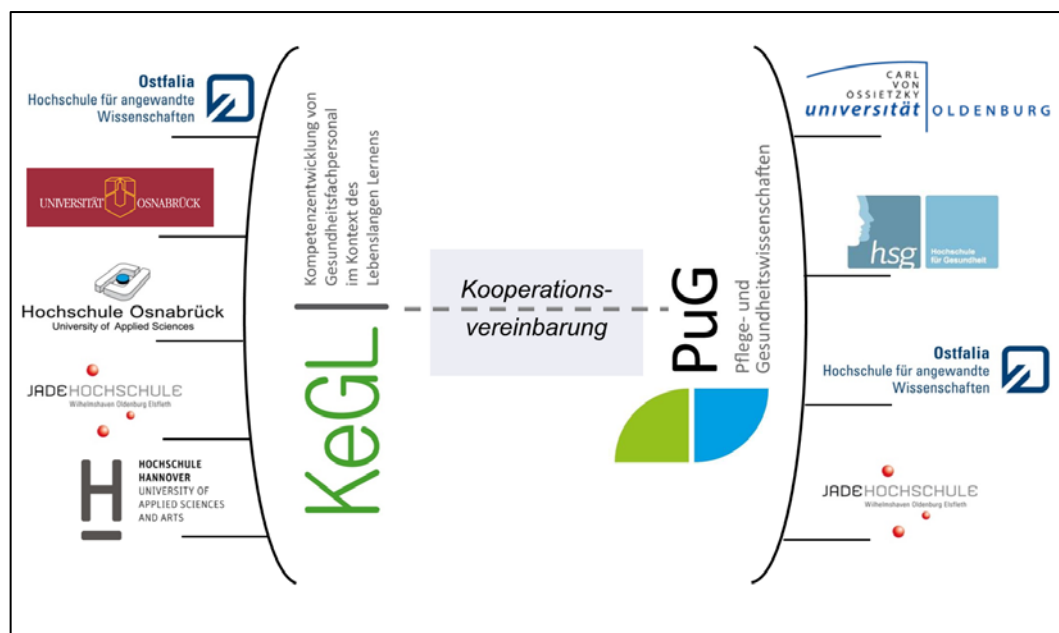 Ostfalia
Hochschule für angewandte
Wissenschaften
UNIVERSITÄT OSNABRÜCK
Hochschule Osnabrück
University of Applied Sciences
JADEHOCHSCHULE
Wilhelmshaven Oldenburg Elsfleth
H
HOCHSCHULE
HANNOVER
UNIVERSITY OF
APPLIED SCIENCES
AND ARTS
KeGL
Kompetenzentwicklung von
Gesundheitsfachpersonal
im Kontext des
Lebenslangen Lernens
Kooperations-
vereinbarung
PuG
Pflege- und
Gesundheitswissenschaften
CARL
VON
OSSIETZKY
universität OLDENBURG
hsg
Hochschule
für Gesundheit
Ostfalia
Hochschule für angewandte
Wissenschaften
JADEHOCHSCHULE
Wilhelmshaven Oldenburg Elsfleth